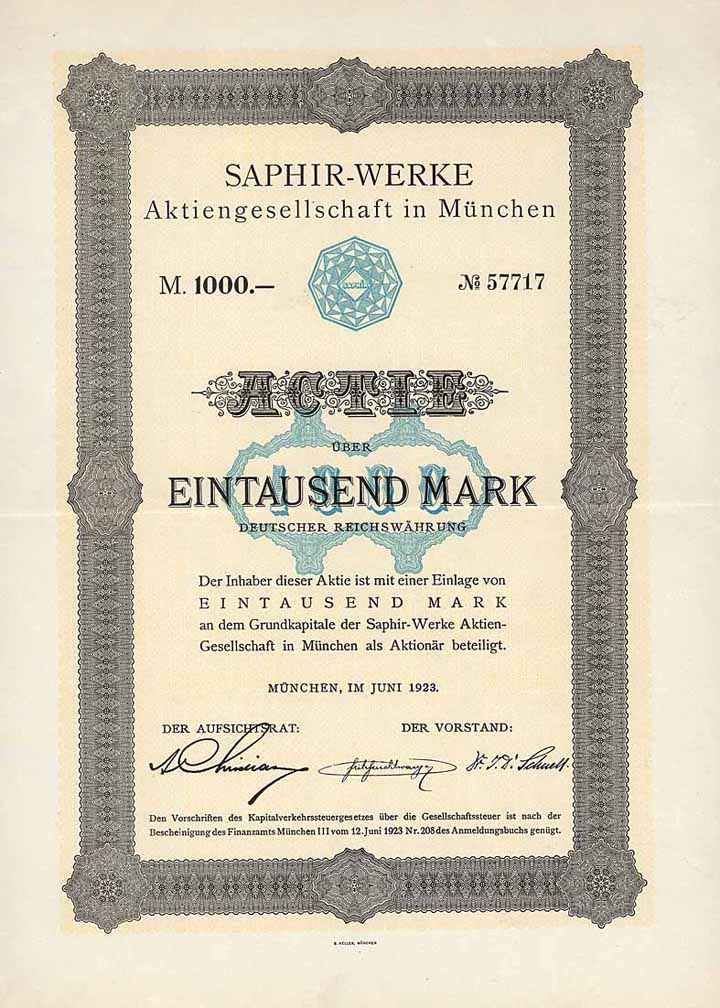 SAPHIR-WERKE
Aktiengesellschaft in München
M. 1000.— № 57717
ACTIE
ÜBER
1000
EINTAUSEND MARK
DEUTSCHER REICHSWÄHRUNG
Der Inhaber dieser Aktie ist mit einer Einlage von
EINTAUSEND MARK
an dem Grundkapitale der Saphir-Werke Aktien-
Gesellschaft in München als Aktionär beteiligt.
MÜNCHEN, IM JUNI 1923.
DER AUFSICHTSRAT: DER VORSTAND:
Den Vorschriften des Kapitalverkehrssteuergesetzes über die Gesellschaftssteuer ist nach der
Bescheinigung des Finanzamts München III vom 12. Juni 1923 Nr. 208 des Anmeldungsbuchs genügt.